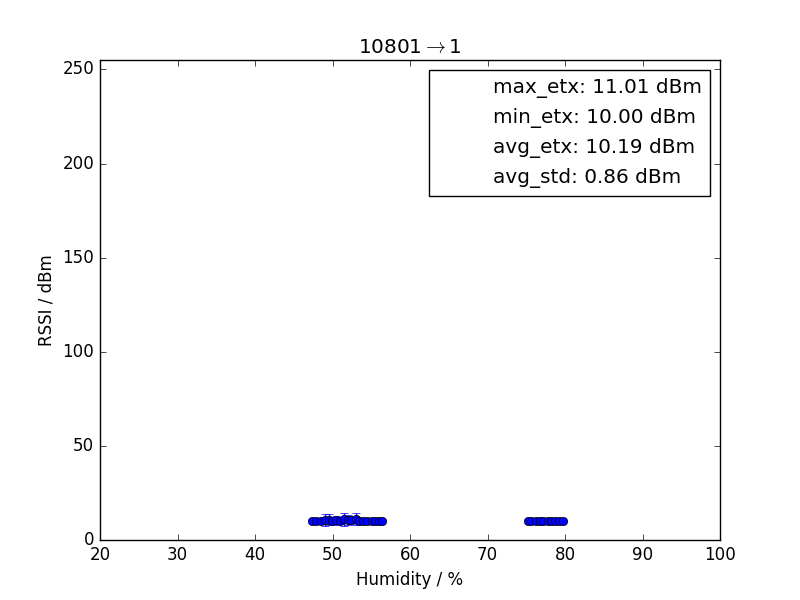 10801→1
max_etx: 11.01 dBm
min_etx: 10.00 dBm
avg_etx: 10.19 dBm
avg_std: 0.86 dBm
250
200
150
100
50
0
RSSI / dBm
20 30 40 50 60 70 80 90 100
Humidity / %